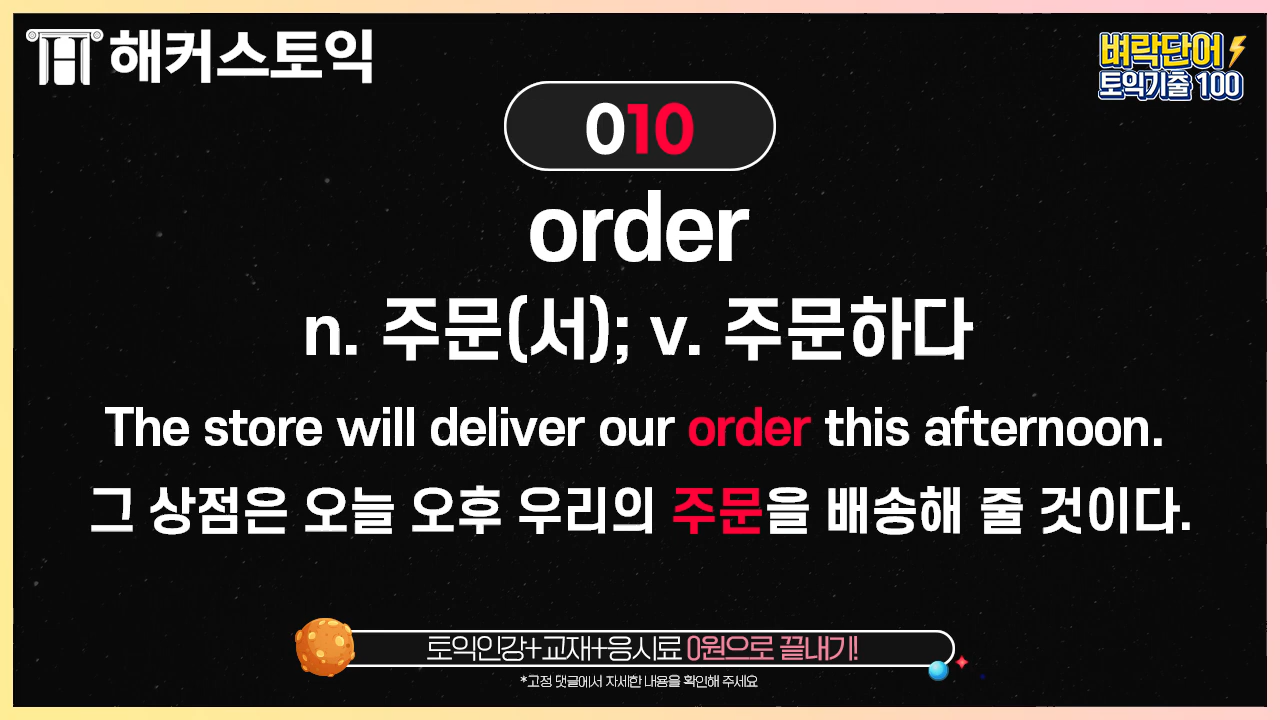 해커스토익
벼락단어
토익기출 100
010
order
n. 주문(서); v. 주문하다
The store will deliver our order this afternoon.
그 상점은 오늘 오후 우리의 주문을 배송해 줄 것이다.
토익인강+교재+응시료 0원으로 끝내기!
*고정 댓글에서 자세한 내용을 확인해 주세요